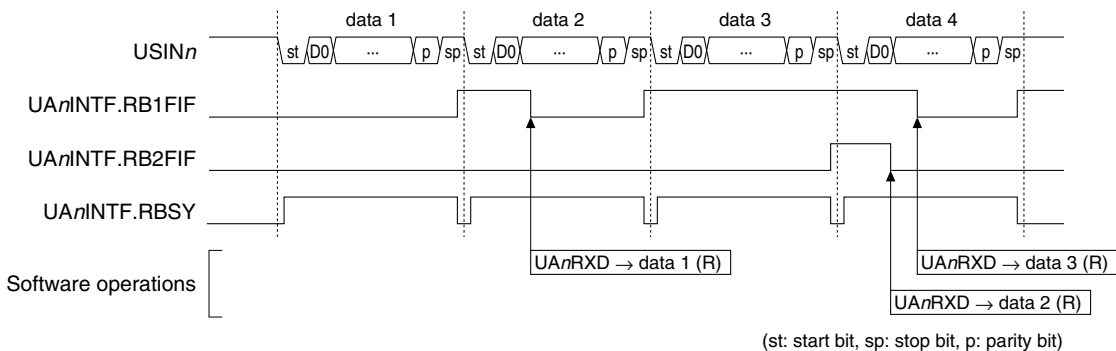 data 1 data 2 data 3 data 4
USINn st D0 ... p sp st D0 ... p sp st D0 ... p sp st D0 ... p sp
UAnINTF.RB1FIF
UAnINTF.RB2FIF
UAnINTF.RBSY
UAnRXD → data 1 (R) UAnRXD → data 3 (R)
Software operations
UAnRXD → data 2 (R)
(st: start bit, sp: stop bit, p: parity bit)